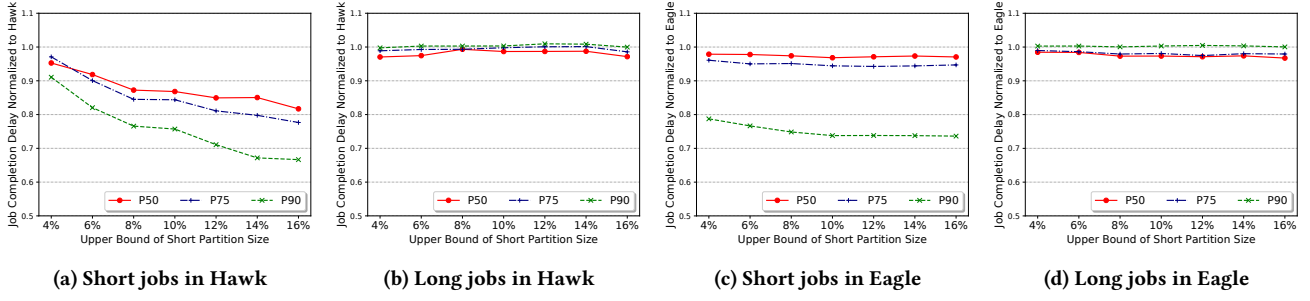 Job Completion Delay Normalized to Hawk
1.1
1.0
0.9
0.8
0.7
0.6
0.5
P50 P75 P90
4% 6% 8% 10% 12% 14% 16%
Upper Bound of Short Partition Size
(a) Short jobs in Hawk
Job Completion Delay Normalized to Hawk
1.1
1.0
0.9
0.8
0.7
0.6
0.5
P50 P75 P90
4% 6% 8% 10% 12% 14% 16%
Upper Bound of Short Partition Size
(b) Long jobs in Hawk
Job Completion Delay Normalized to Eagle
1.1
1.0
0.9
0.8
0.7
0.6
0.5
P50 P75 P90
4% 6% 8% 10% 12% 14% 16%
Upper Bound of Short Partition Size
(c) Short jobs in Eagle
Job Completion Delay Normalized to Eagle
1.1
1.0
0.9
0.8
0.7
0.6
0.5
P50 P75 P90
4% 6% 8% 10% 12% 14% 16%
Upper Bound of Short Partition Size
(d) Long jobs in Eagle